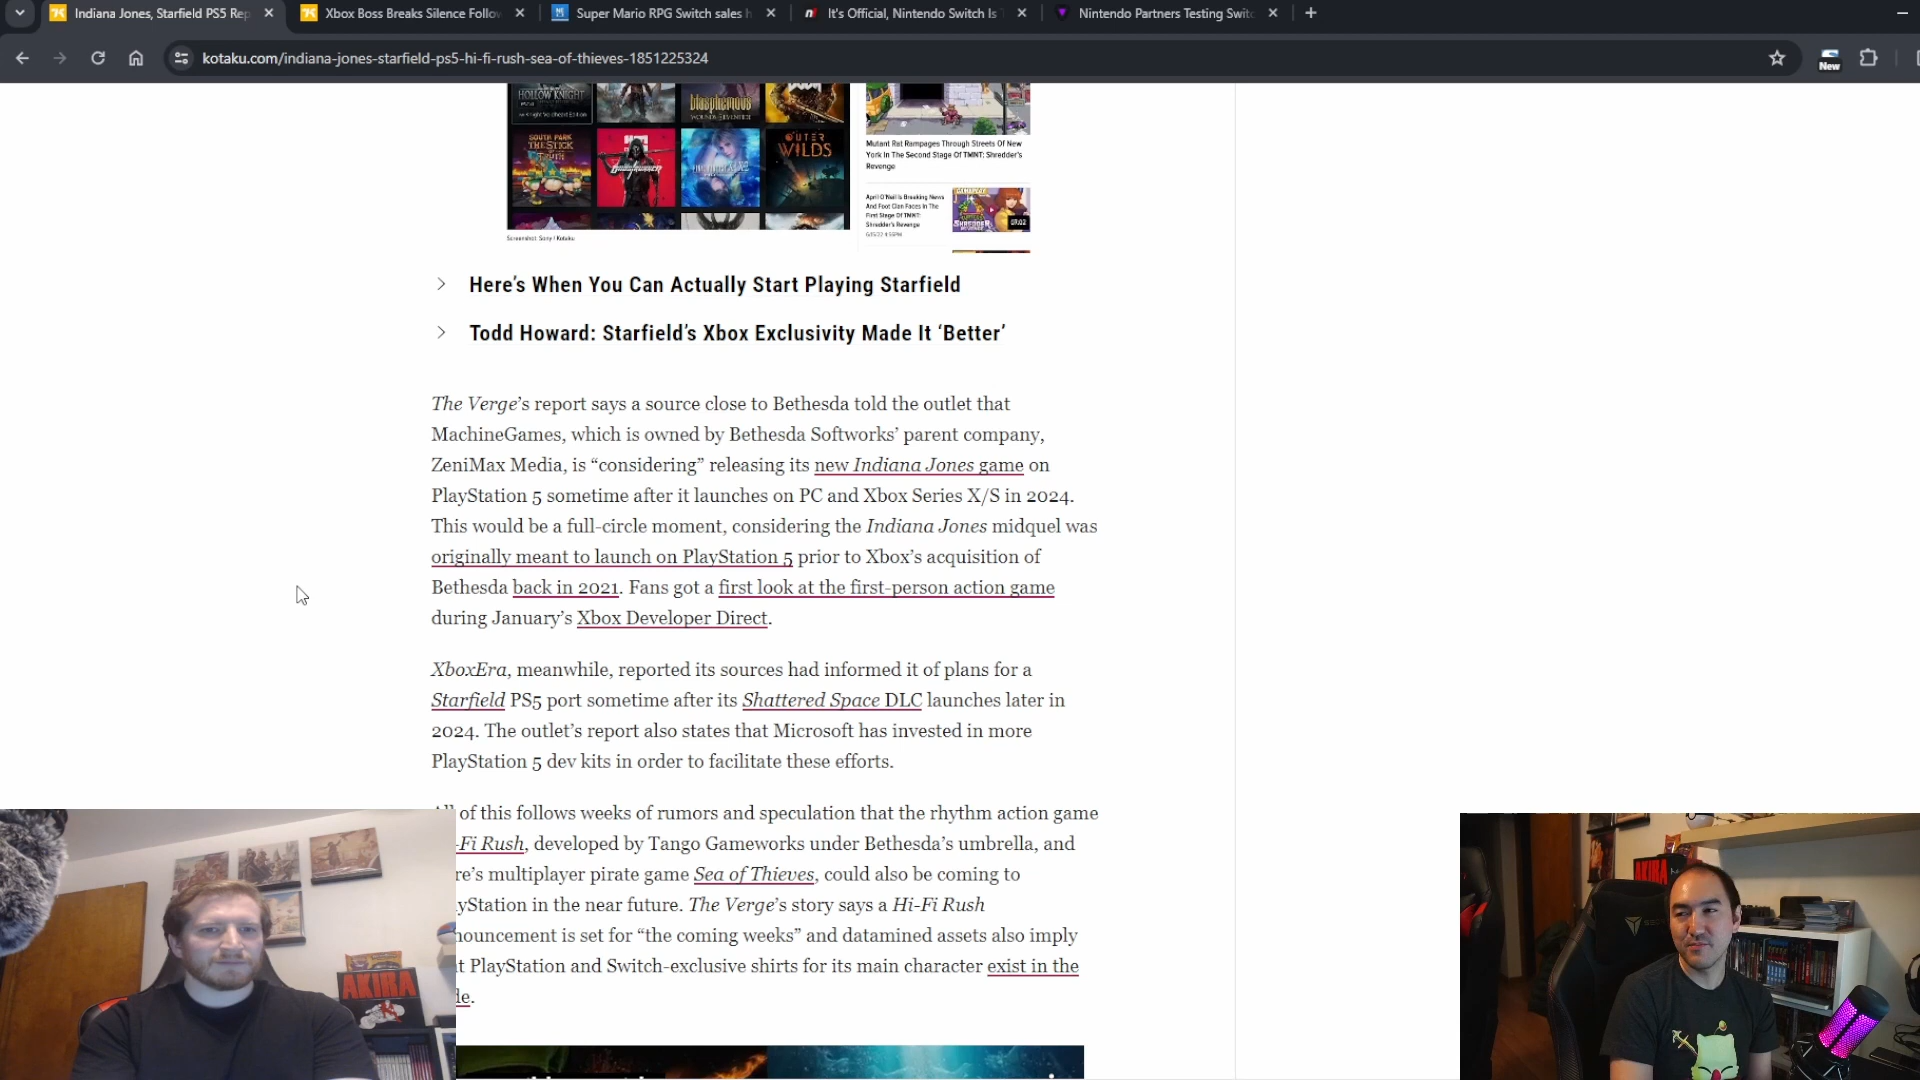 Indiana Jones, Starfield PS5 Rep
Xbox Boss Breaks Silence Follow
Super Mario RPG Switch sales h
It's Official, Nintendo Switch Is T
Nintendo Partners Testing Switc
kotaku.com/indiana-jones-starfield-ps5-hi-fi-rush-sea-of-thieves-1851225324
New
HOLLOW KNIGHT
blasphemous
SOUTH PARK
THE STICK
OF TRUTH
OUTER
WILDS
Screenshot: Sony / Kotaku
Mutant Rat Rampages Through Streets Of New
York In The Second Stage Of TMNT: Shredder's
Revenge
April O'Neil Is Breaking News
And Foot Clan Faces In The
First Stage Of TMNT:
Shredder's Revenge
Here's When You Can Actually Start Playing Starfield
Todd Howard: Starfield's Xbox Exclusivity Made It ‘Better’
The Verge’s report says a source close to Bethesda told the outlet that
MachineGames, which is owned by Bethesda Softworks’ parent company,
ZeniMax Media, is “considering” releasing its new Indiana Jones game on
PlayStation 5 sometime after it launches on PC and Xbox Series X/S in 2024.
This would be a full-circle moment, considering the Indiana Jones midquel was
originally meant to launch on PlayStation 5 prior to Xbox’s acquisition of
Bethesda back in 2021. Fans got a first look at the first-person action game
during January’s Xbox Developer Direct.
XboxEra, meanwhile, reported its sources had informed it of plans for a
Starfield PS5 port sometime after its Shattered Space DLC launches later in
2024. The outlet’s report also states that Microsoft has invested in more
PlayStation 5 dev kits in order to facilitate these efforts.
of this follows weeks of rumors and speculation that the rhythm action game
-Fi Rush, developed by Tango Gameworks under Bethesda’s umbrella, and
re’s multiplayer pirate game Sea of Thieves, could also be coming to
yStation in the near future. The Verge’s story says a Hi-Fi Rush
nouncement is set for “the coming weeks” and datamined assets also imply
t PlayStation and Switch-exclusive shirts for its main character exist in the
de.
AKIRA
AKIRA